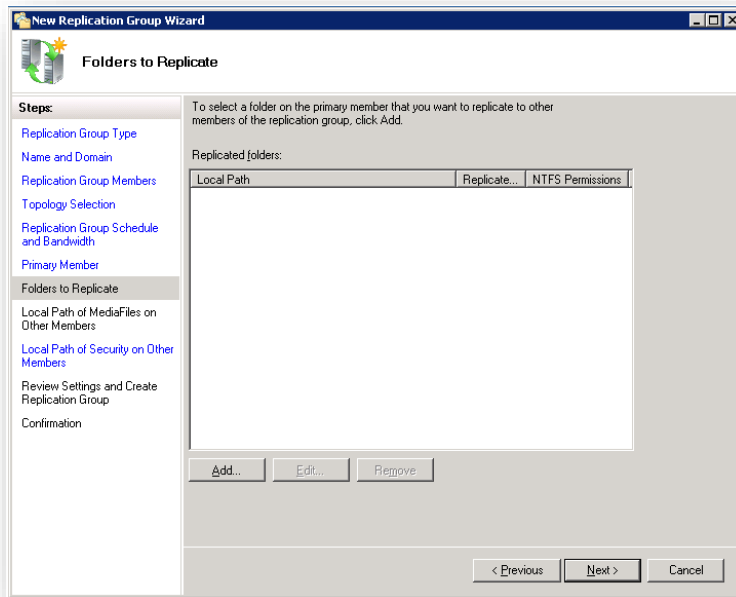 New Replication Group Wizard
Folders to Replicate
Steps:
Replication Group Type
Name and Domain
Replication Group Members
Topology Selection
Replication Group Schedule
and Bandwidth
Primary Member
Folders to Replicate
Local Path of MediaFiles on
Other Members
Local Path of Security on Other
Members
Review Settings and Create
Replication Group
Confirmation
To select a folder on the primary member that you want to replicate to other
members of the replication group, click Add.
Replicated folders:
Local Path Replicate... NTFS Permissions
Add... Edit... Remove
< Previous Next > Cancel